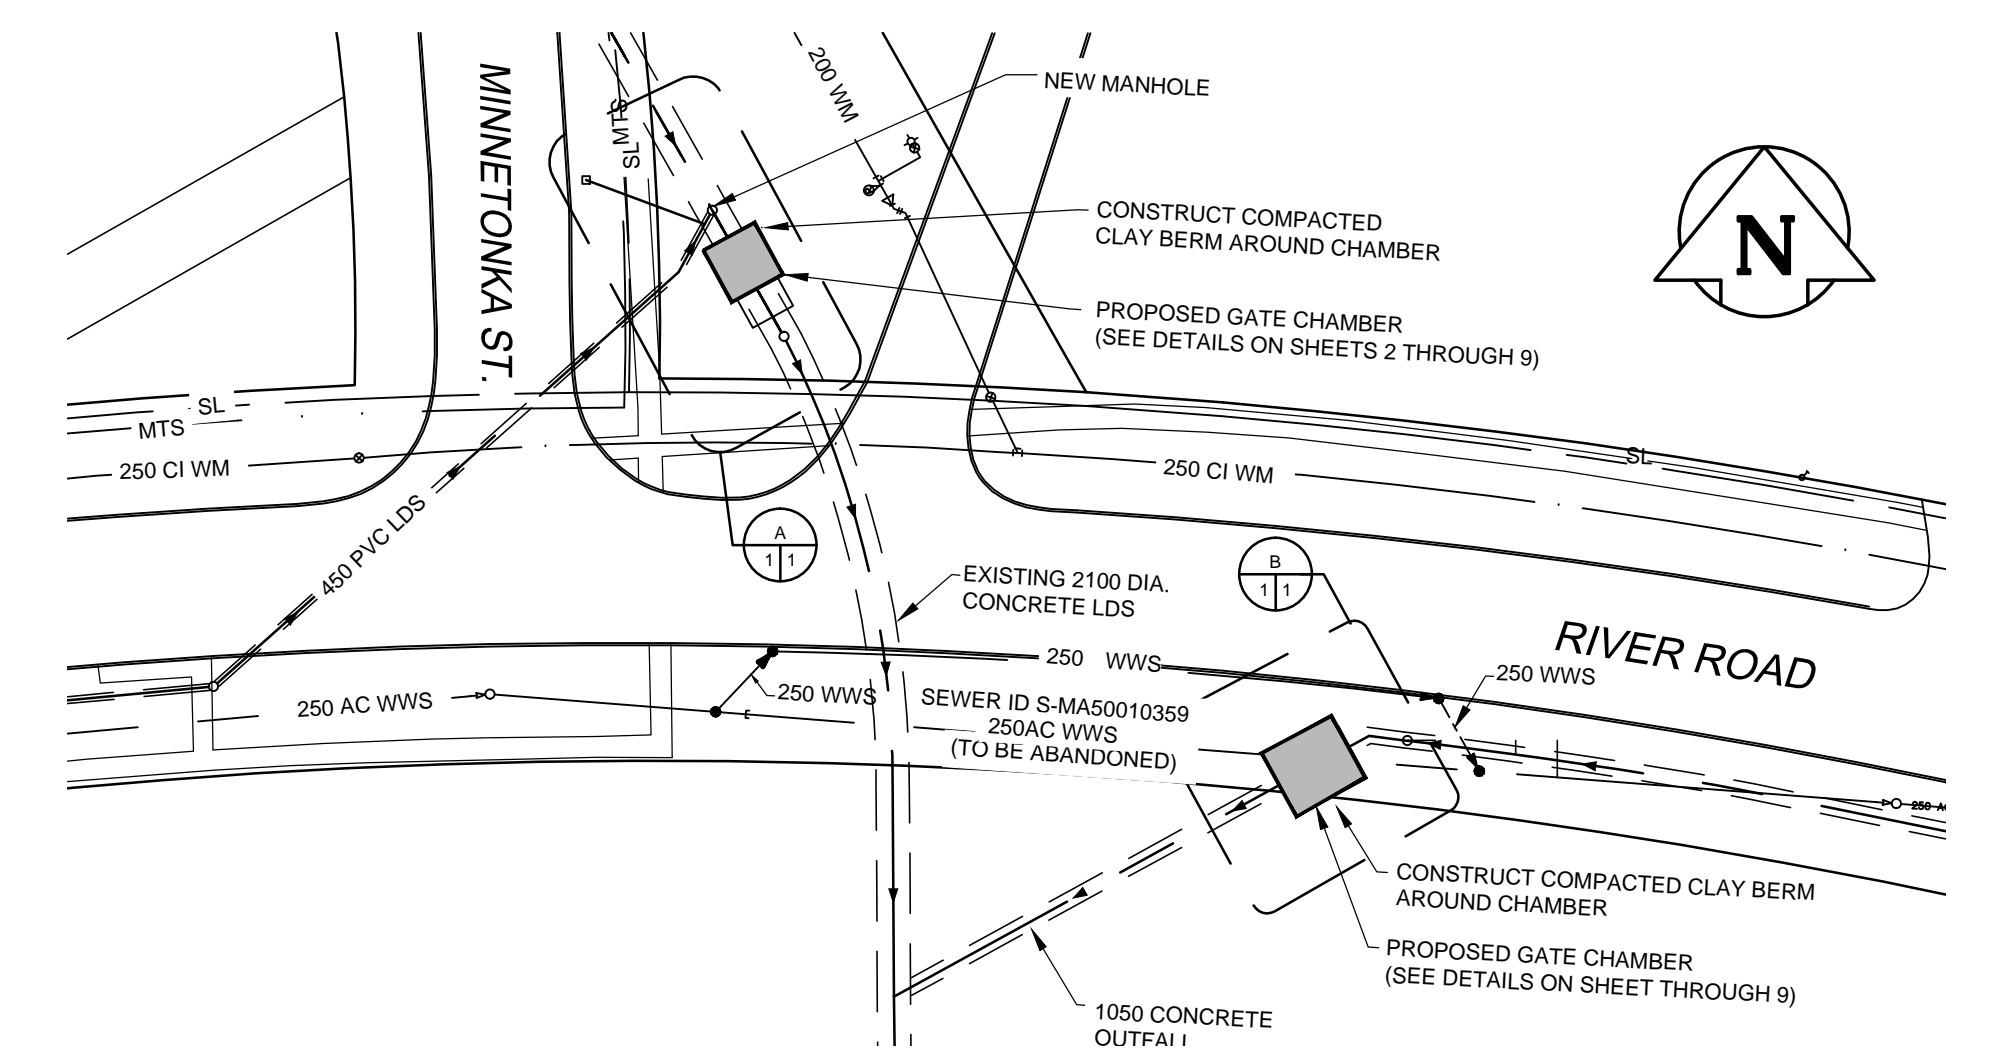 MINNETONKA ST.
SL
MTS
200 WM
NEW MANHOLE
CONSTRUCT COMPACTED
CLAY BERM AROUND CHAMBER
N
PROPOSED GATE CHAMBER
(SEE DETAILS ON SHEETS 2 THROUGH 9)
SL
MTS
250 CI WM
250 CI WM
SL
450 PVC LDS
A
1 1
B
1 1
EXISTING 2100 DIA.
CONCRETE LDS
RIVER ROAD
250 WWS
250 WWS
250 AC WWS
250 WWS
SEWER ID S-MA50010359
250AC WWS
(TO BE ABANDONED)
250
CONSTRUCT COMPACTED CLAY BERM
AROUND CHAMBER
PROPOSED GATE CHAMBER
(SEE DETAILS ON SHEET THROUGH 9)
1050 CONCRETE
OUTFALL